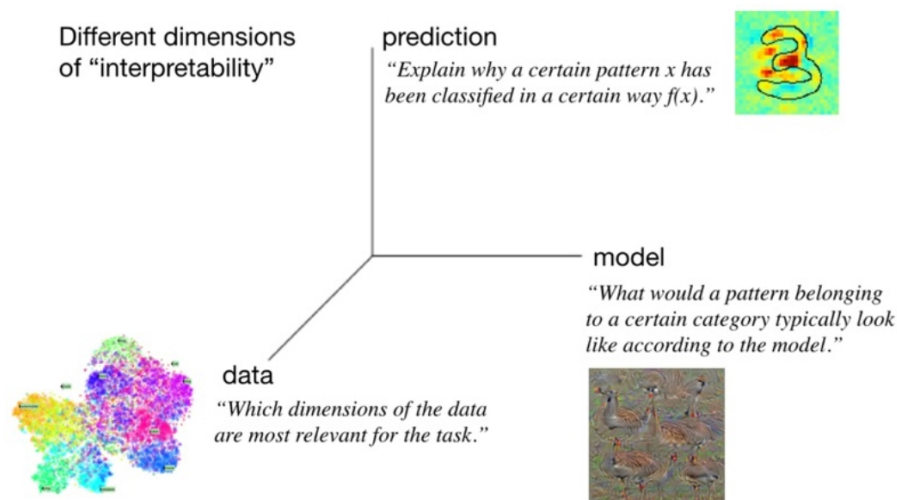 Different dimensions
of “interpretability”
prediction
“Explain why a certain pattern x has
been classified in a certain way f(x).”
model
“What would a pattern belonging
to a certain category typically look
like according to the model.”
data
“Which dimensions of the data
are most relevant for the task.”